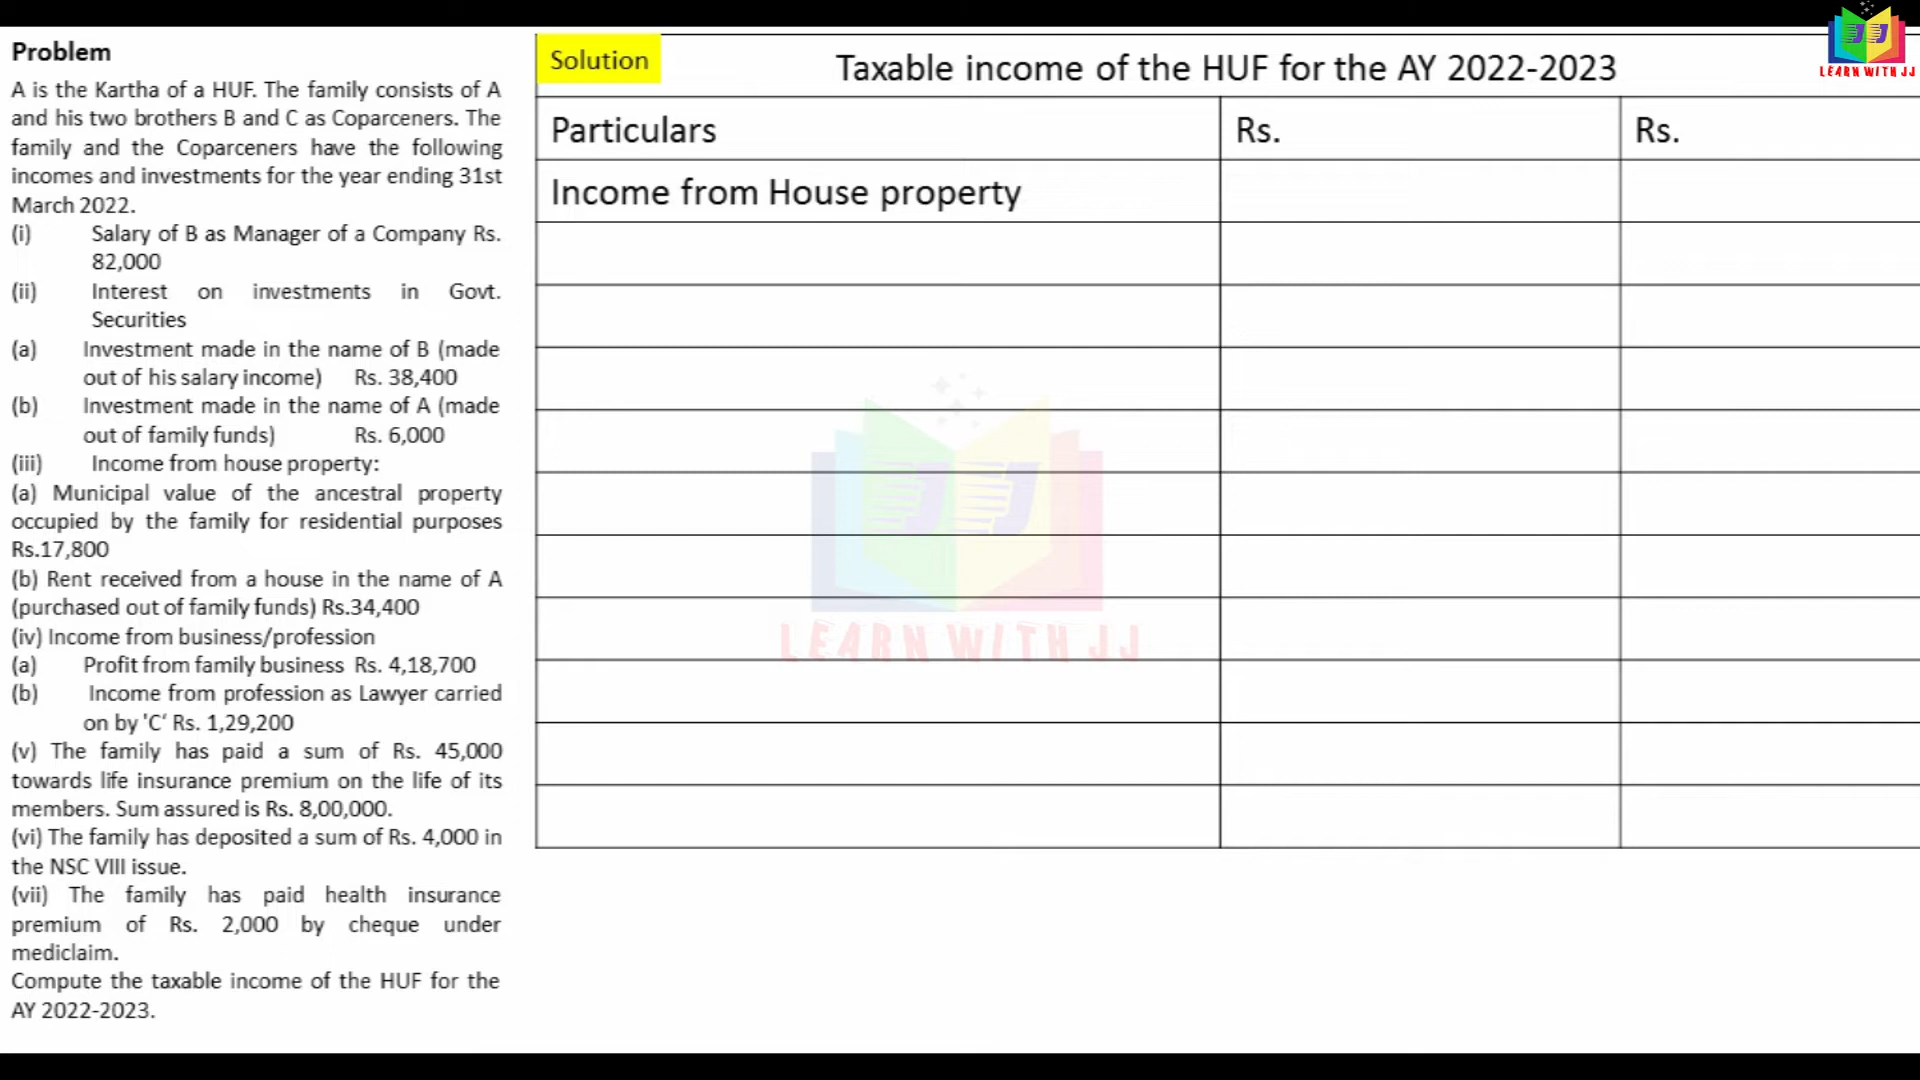 Problem
A is the Kartha of a HUF. The family consists of A
and his two brothers B and C as Coparceners. The
family and the Coparceners have the following
incomes and investments for the year ending 31st
March 2022.
(i) Salary of B as Manager of a Company Rs.
82,000
(ii) Interest on investments in Govt.
Securities
(a) Investment made in the name of B (made
out of his salary income) Rs. 38,400
(b) Investment made in the name of A (made
out of family funds) Rs. 6,000
(iii) Income from house property:
(a) Municipal value of the ancestral property
occupied by the family for residential purposes
Rs.17,800
(b) Rent received from a house in the name of A
(purchased out of family funds) Rs.34,400
(iv) Income from business/profession
(a) Profit from family business Rs. 4,18,700
(b) Income from profession as Lawyer carried
on by 'C' Rs. 1,29,200
(v) The family has paid a sum of Rs. 45,000
towards life insurance premium on the life of its
members. Sum assured is Rs. 8,00,000.
(vi) The family has deposited a sum of Rs. 4,000 in
the NSC VIII issue.
(vii) The family has paid health insurance
premium of Rs. 2,000 by cheque under
mediclaim.
Compute the taxable income of the HUF for the
AY 2022-2023.
Solution
Taxable income of the HUF for the AY 2022-2023
Particulars Rs. Rs.
Income from House property
JJ
LEARN WITH JJ
JJ
LEARN WITH JJ